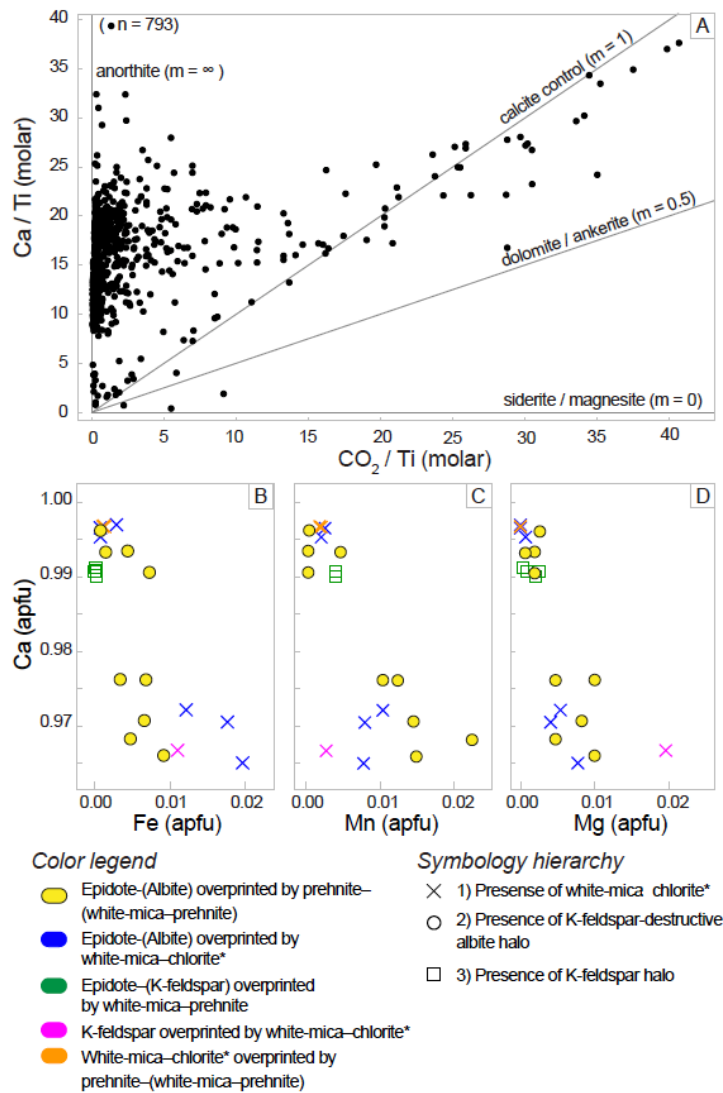 (● n = 793)
A
anorthite (m = ∞ )
calcite control (m = 1)
dolomite / ankerite (m = 0.5)
siderite / magnesite (m = 0)
Ca / Ti (molar)
40
35
30
25
20
15
10
5
0
0 5 10 15 20 25 30 35 40
CO₂ / Ti (molar)
B C D
Ca (apfu)
1.00
0.99
0.98
0.97
0.00 0.01 0.02 0.00 0.01 0.02 0.00 0.01 0.02
Fe (apfu) Mn (apfu) Mg (apfu)
Color legend
Epidote-(Albite) overprinted by prehnite–
(white-mica–prehnite)
Epidote-(Albite) overprinted by
white-mica–chlorite*
Epidote–(K-feldspar) overprinted
by white-mica–prehnite
K-feldspar overprinted by white-mica–chlorite*
White-mica–chlorite* overprinted by
prehnite–(white-mica–prehnite)
Symbology hierarchy
1) Presense of white-mica chlorite*
2) Presence of K-feldspar-destructive
albite halo
3) Presence of K-feldspar halo